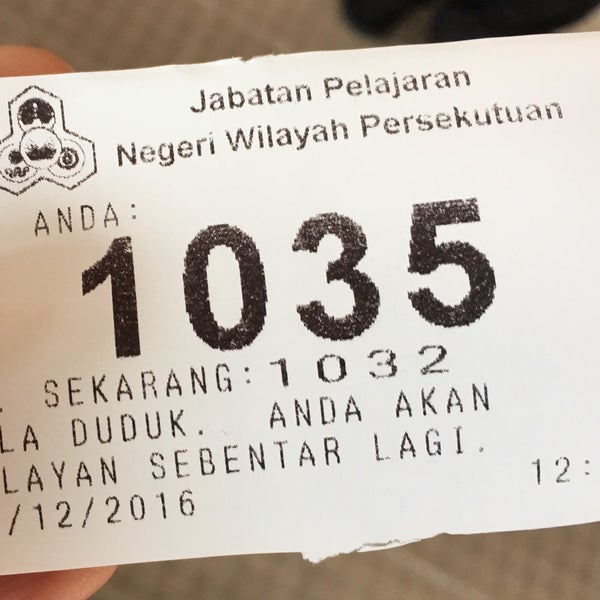 Jabatan Pelajaran
Negeri Wilayah Persekutuan
ANDA:
1035
. SEKARANG: 1032
LA DUDUK. ANDA AKAN
LAYAN SEBENTAR LAGI.
/12/2016 12: